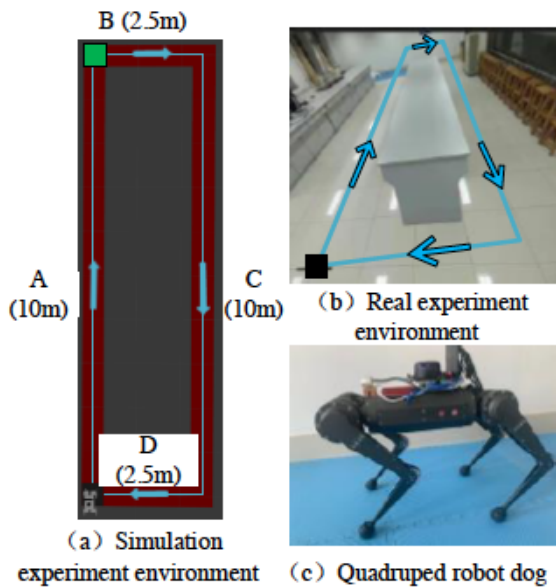 B (2.5m)
A
(10m)
C
(10m)
D
(2.5m)
（a）Simulation
experiment environment
（b）Real experiment
environment
（c）Quadruped robot dog